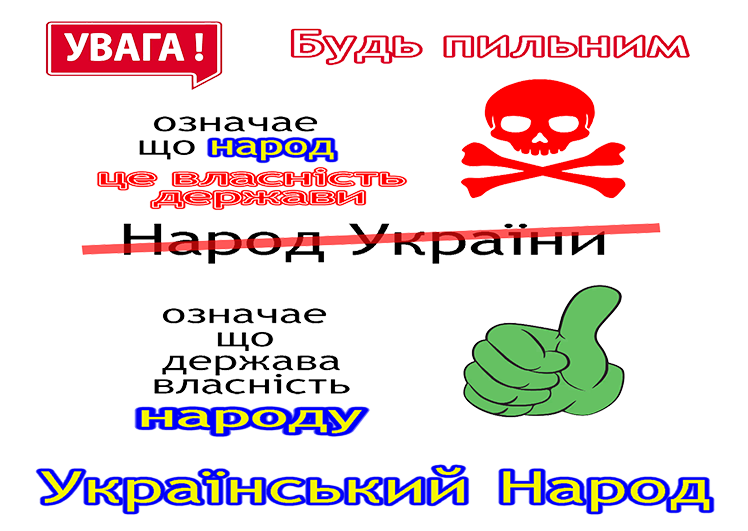 УВАГА !
Будь пильним
означає
що народ
це власність
держави
Народ України
означає
що
держава
власність
народу
Український Народ